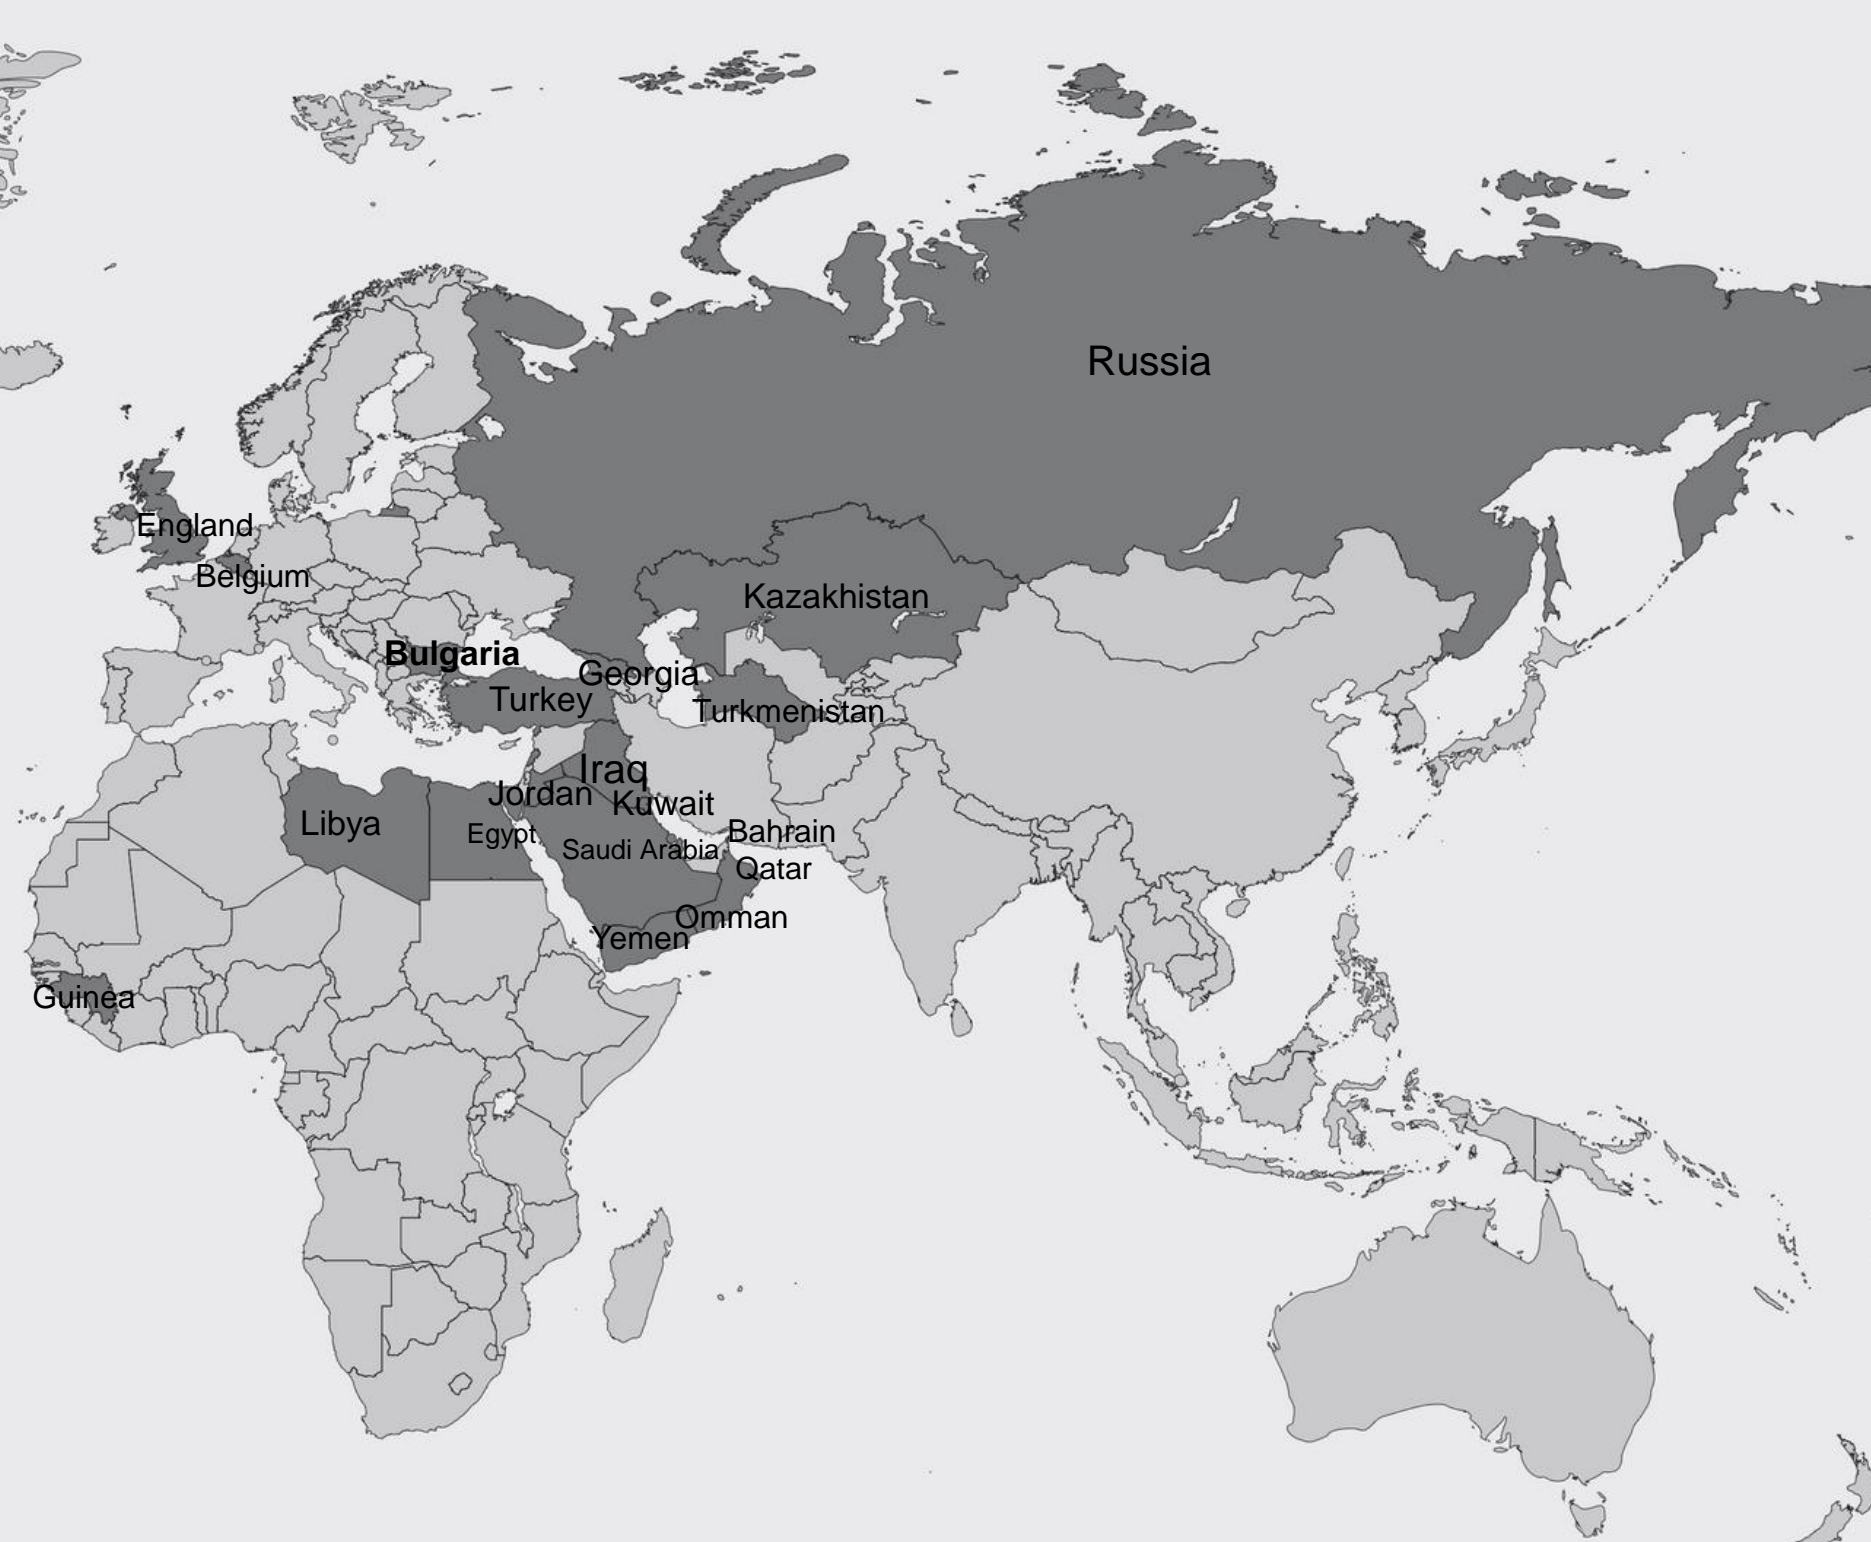 Russia
England
Belgium
Kazakhistan
Bulgaria
Georgia
Turkey
Turkmenistan
Iraq
Jordan
Kuwait
Libya
Egypt
Bahrain
Saudi Arabia
Qatar
Omman
Yemen
Guinea